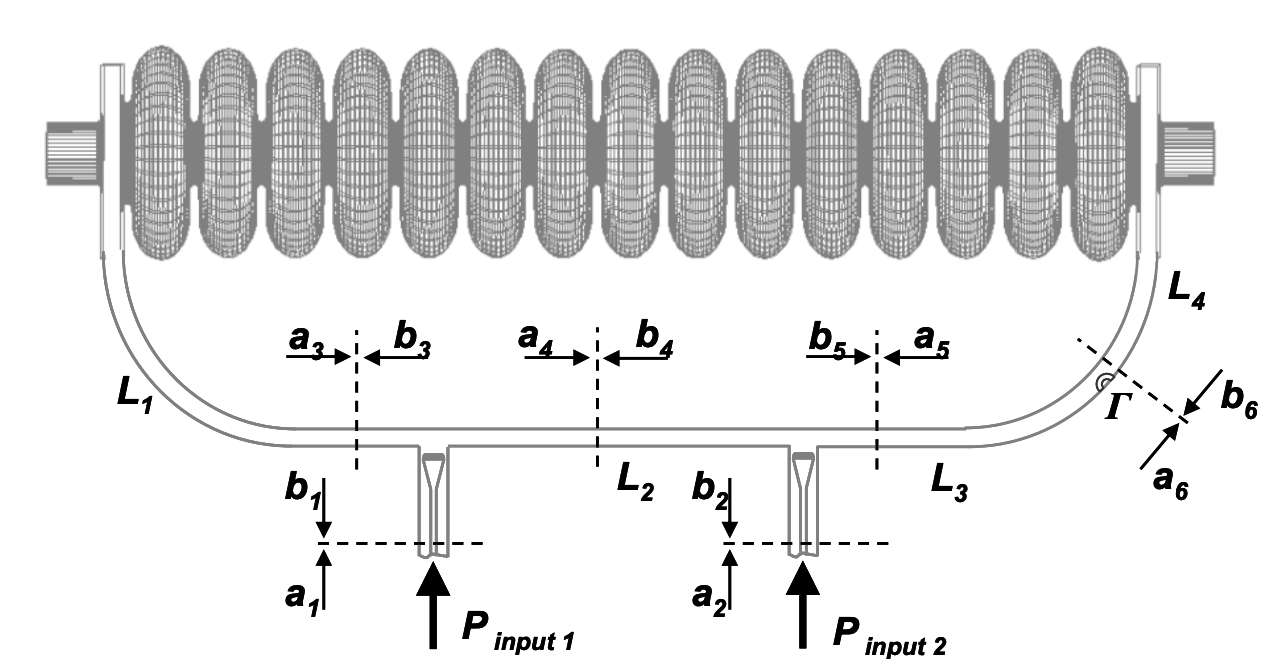 L4
a3 b3 a4 b4 b5 a5
L1
Γ
b6
a6
b1 L2 b2 L3
a1 a2
P input 1 P input 2